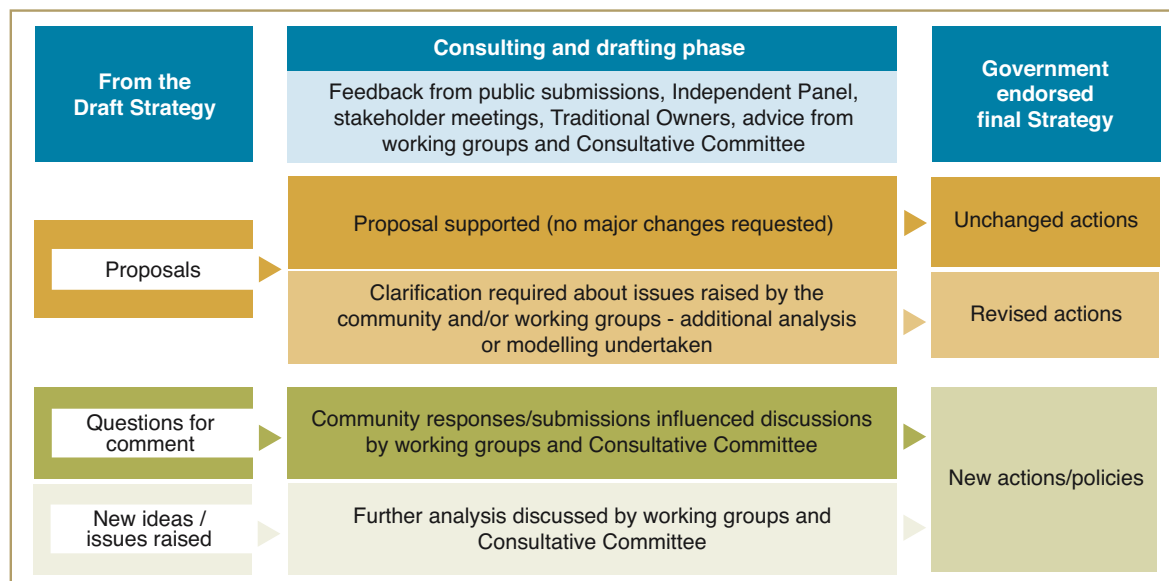 From the
Draft Strategy
Consulting and drafting phase
Feedback from public submissions, Independent Panel,
stakeholder meetings, Traditional Owners, advice from
working groups and Consultative Committee
Government
endorsed
final Strategy
Proposals
Proposal supported (no major changes requested)
Unchanged actions
Clarification required about issues raised by the
community and/or working groups - additional analysis
or modelling undertaken
Revised actions
Questions for
comment
Community responses/submissions influenced discussions
by working groups and Consultative Committee
New actions/policies
New ideas /
issues raised
Further analysis discussed by working groups and
Consultative Committee